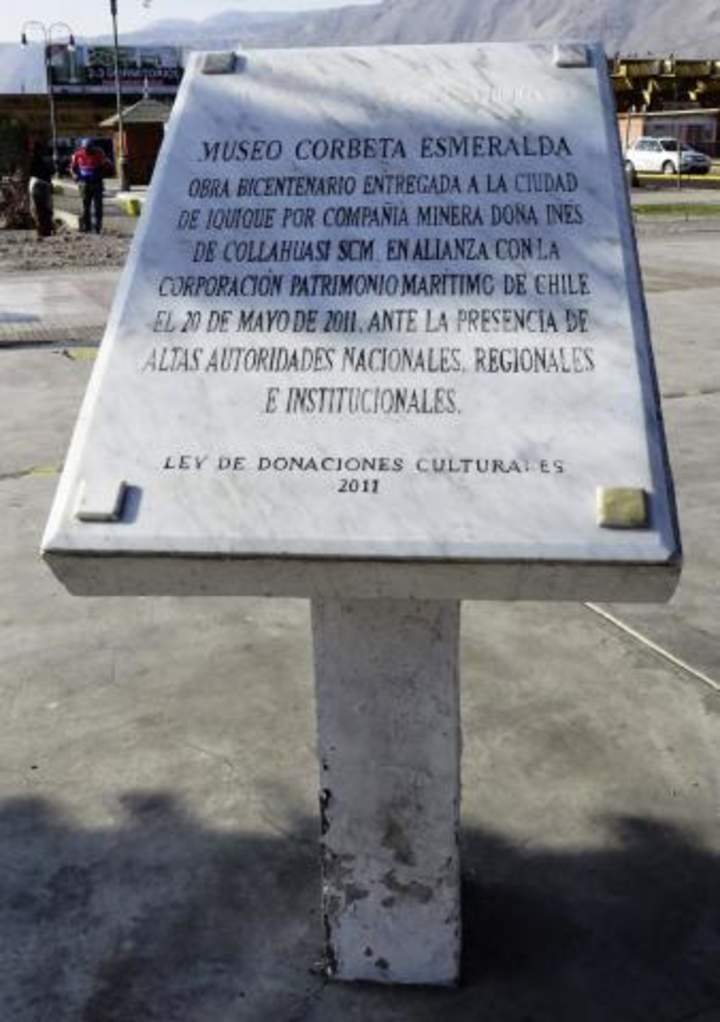 MUSEO CORBETA ESMERALDA
OBRA BICENTENARIO ENTREGADA A LA CIUDAD
DE IQUIQUE POR COMPAÑIA MINERA DOÑA INES
DE COLLAHUASI SCM, EN ALIANZA CON LA
CORPORACIÓN PATRIMONIO MARÍTIMO DE CHILE
EL 20 DE MAYO DE 2011, ANTE LA PRESENCIA DE
ALTAS AUTORIDADES NACIONALES, REGIONALES
E INSTITUCIONALES.
LEY DE DONACIONES CULTURALES
2011